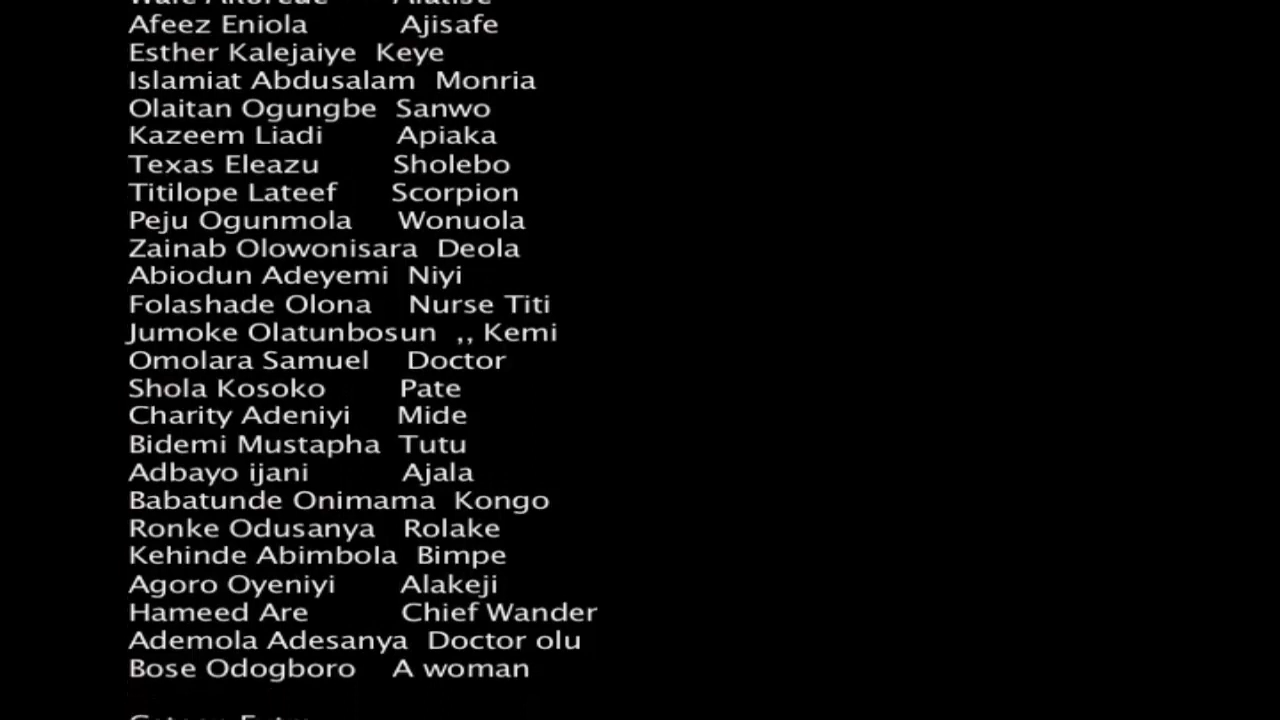 Afeez Eniola Ajisafe
Esther Kalejaiye Keye
Islamiat Abdusalam Monria
Olaitan Ogungbe Sanwo
Kazeem Liadi Apiaka
Texas Eleazu Sholebo
Titilope Lateef Scorpion
Peju Ogunmola Wonuola
Zainab Olowonisara Deola
Abiodun Adeyemi Niyi
Folashade Olona Nurse Titi
Jumoke Olatunbosun ,, Kemi
Omolara Samuel Doctor
Shola Kosoko Pate
Charity Adeniyi Mide
Bidemi Mustapha Tutu
Adbayo ijani Ajala
Babatunde Onimama Kongo
Ronke Odusanya Rolake
Kehinde Abimbola Bimpe
Agoro Oyeniyi Alakeji
Hameed Are Chief Wander
Ademola Adesanya Doctor olu
Bose Odogboro A woman